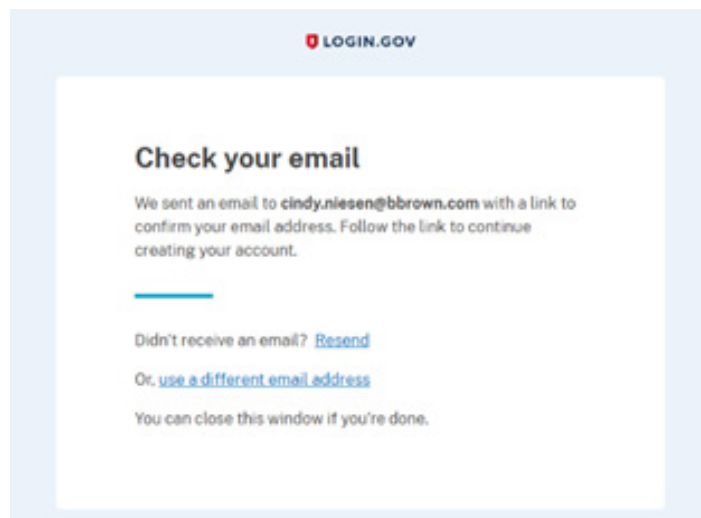 LOGIN.GOV
Check your email
We sent an email to cindy.niesen@bbrown.com with a link to
confirm your email address. Follow the link to continue
creating your account.
Didn't receive an email? Resend
Or, use a different email address
You can close this window if you're done.